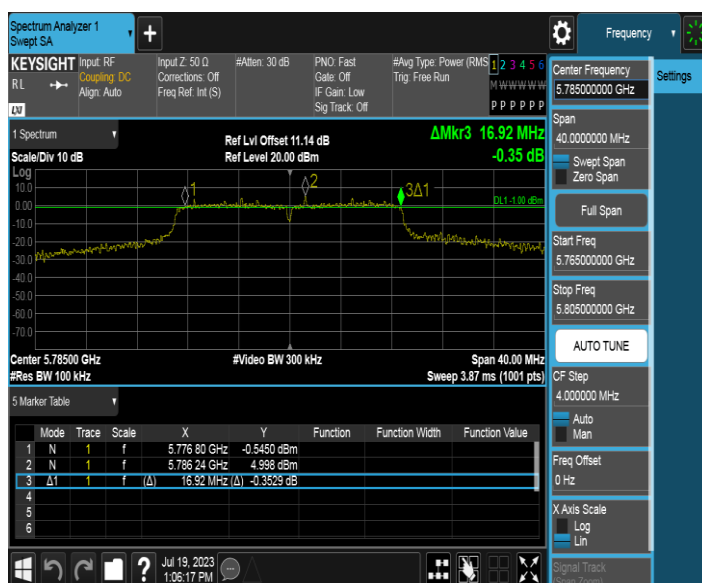 Spectrum Analyzer 1
Swept SA
Frequency
KEYSIGHT
RL
LXI
Input: RF
Coupling: DC
Align: Auto
Input Z: 50 Ω
Corrections: Off
Freq Ref: Int (S)
#Atten: 30 dB
PNO: Fast
Gate: Off
IF Gain: Low
Sig Track: Off
#Avg Type: Power (RMS
Trig: Free Run
1 2 3 4 5 6
M W W W W W
P P P P P P
1 Spectrum
Scale/Div 10 dB
Ref Lvl Offset 11.14 dB
Ref Level 20.00 dBm
ΔMkr3 16.92 MHz
-0.35 dB
Log
10.0
0.00
-10.0
-20.0
-30.0
-40.0
-50.0
-60.0
-70.0
1
2
3Δ1
DL1 -1.00 dBm
Center 5.78500 GHz
#Res BW 100 kHz
#Video BW 300 kHz
Span 40.00 MHz
Sweep 3.87 ms (1001 pts)
5 Marker Table
Mode Trace Scale X Y Function Function Width Function Value
1 N 1 f 5.776 80 GHz -0.5450 dBm
2 N 1 f 5.786 24 GHz 4.998 dBm
3 Δ1 1 f (Δ) 16.92 MHz (Δ) -0.3529 dB
4
5
6
Jul 19, 2023
1:06:17 PM
Center Frequency
5.785000000 GHz
Span
40.0000000 MHz
Swept Span
Zero Span
Full Span
Start Freq
5.765000000 GHz
Stop Freq
5.805000000 GHz
AUTO TUNE
CF Step
4.000000 MHz
Auto
Man
Freq Offset
0 Hz
X Axis Scale
Log
Lin
Signal Track
(Span Zoom)
Settings